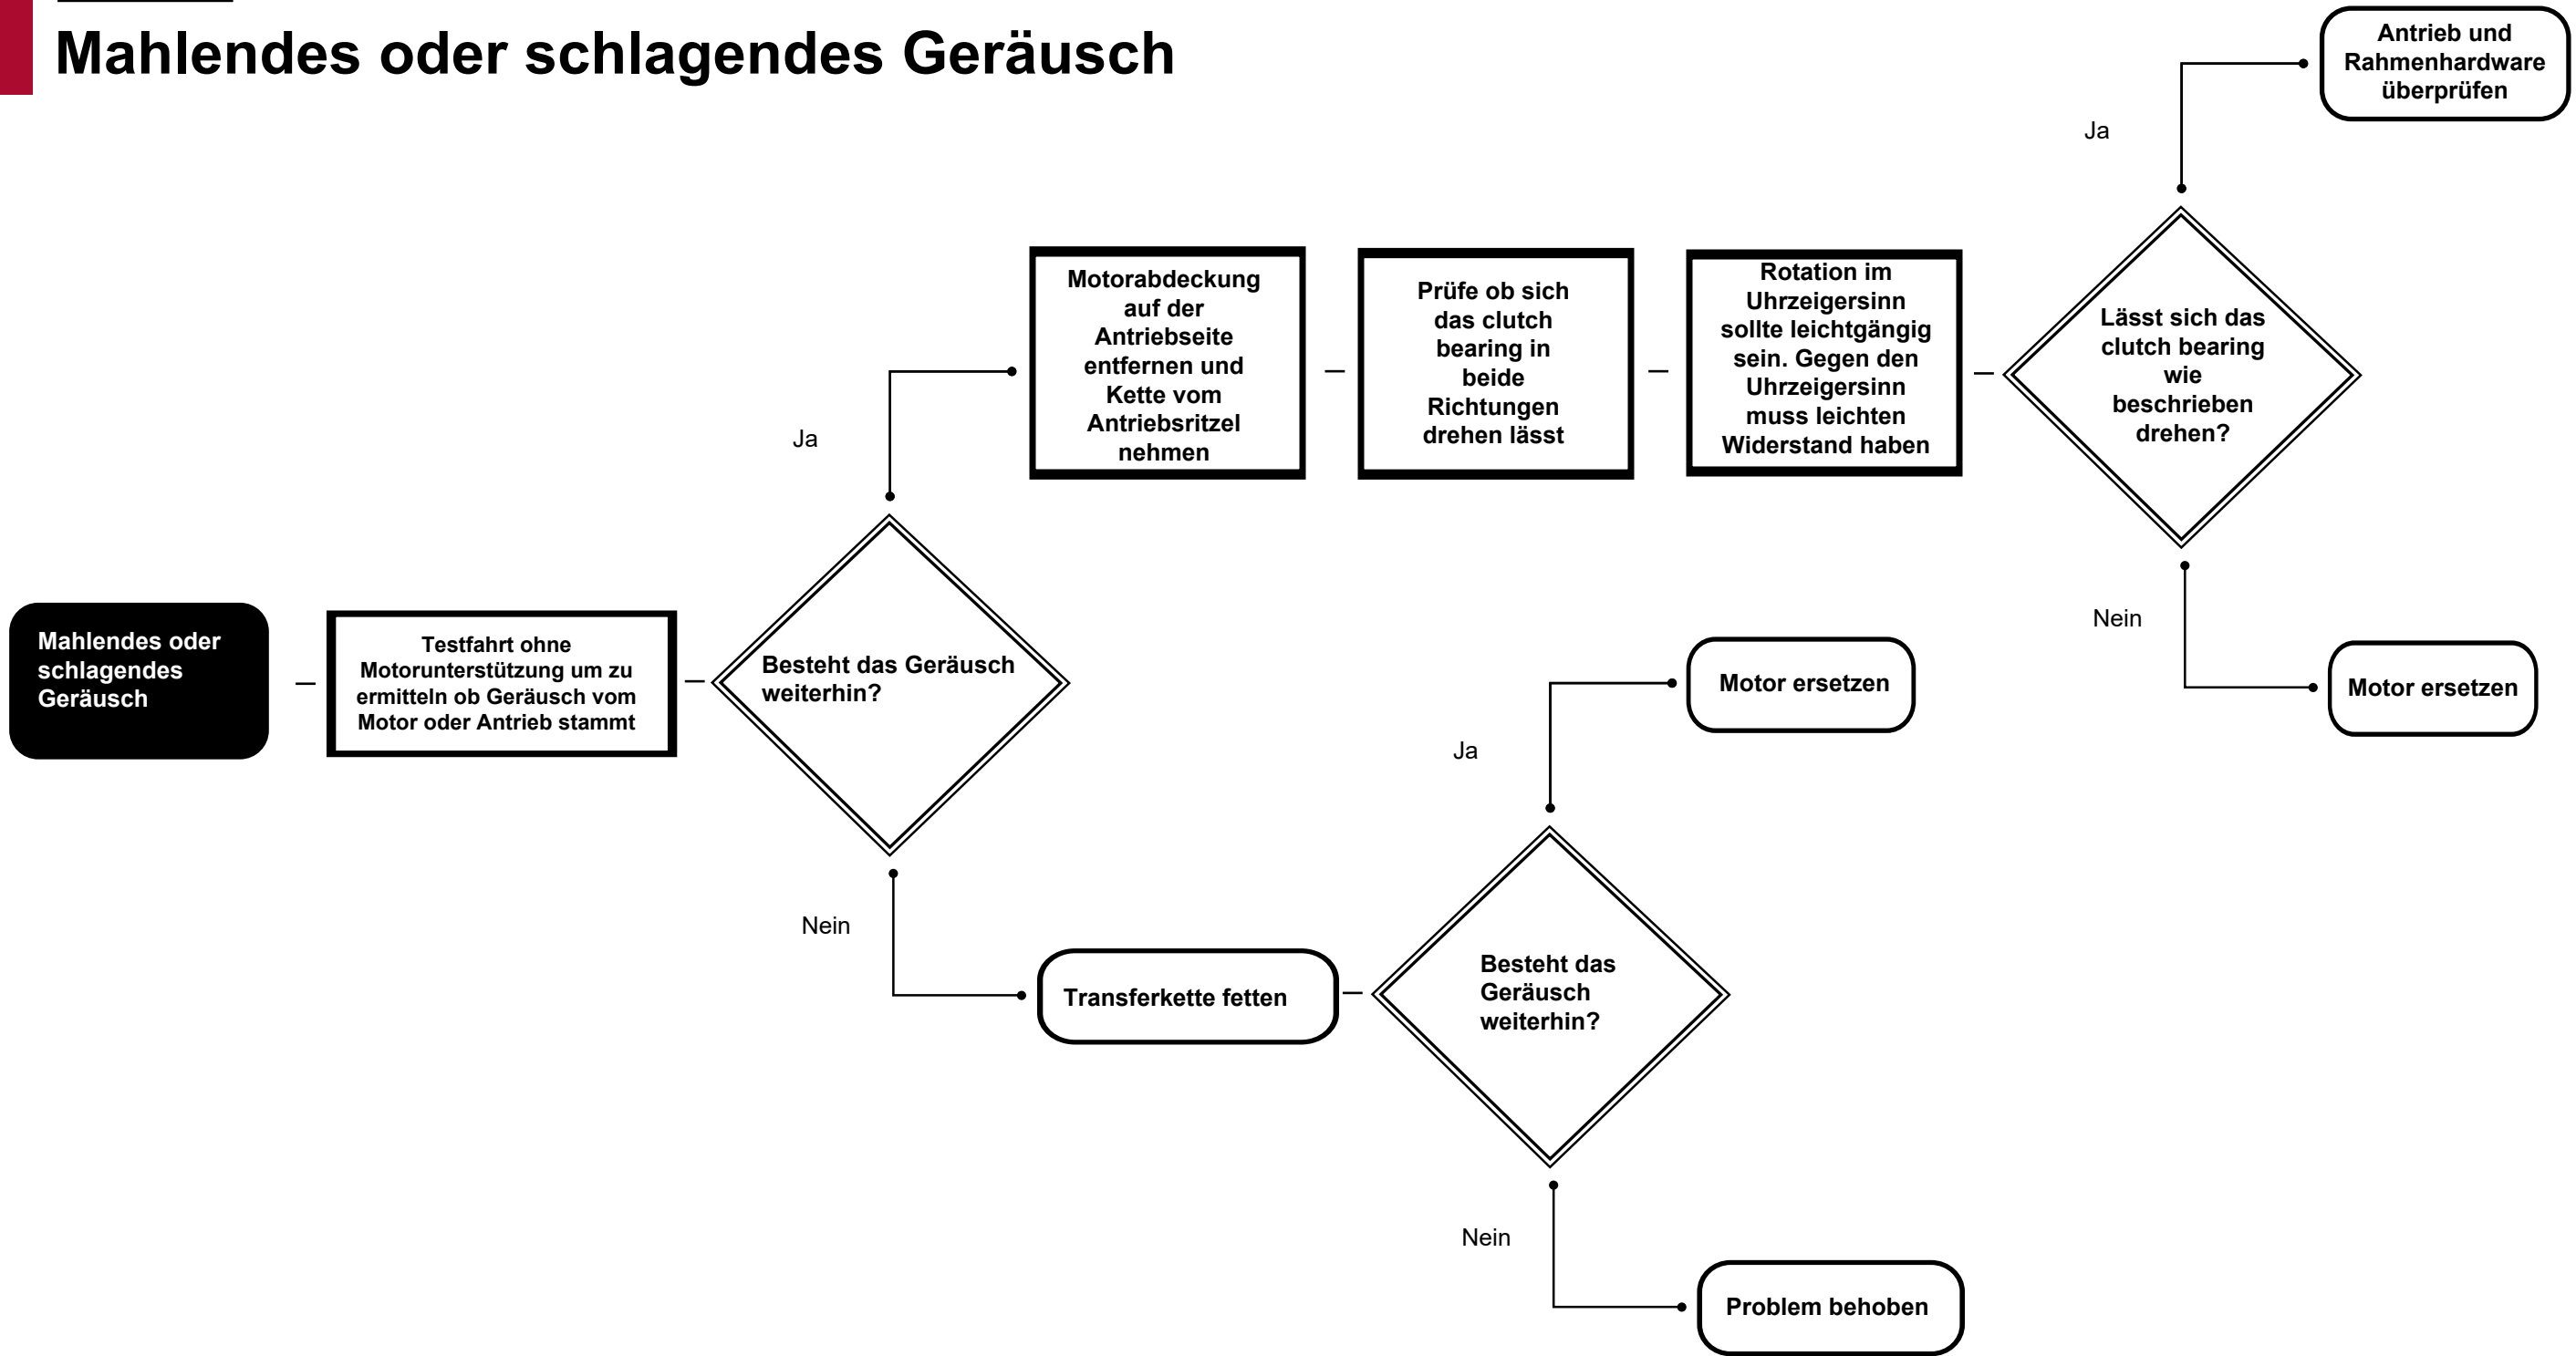 Mahlendes oder schlagendes Geräusch
Antrieb und
Rahmenhardware
überprüfen
Ja
Motorabdeckung
auf der
Antriebseite
entfernen und
Kette vom
Antriebsritzel
nehmen
Prüfe ob sich
das clutch
bearing in
beide
Richtungen
drehen lässt
Rotation im
Uhrzeigersinn
sollte leichtgängig
sein. Gegen den
Uhrzeigersinn
muss leichten
Widerstand haben
Lässt sich das
clutch bearing
wie
beschrieben
drehen?
Ja
Nein
Mahlendes oder
schlagendes
Geräusch
Testfahrt ohne
Motorunterstützung um zu
ermitteln ob Geräusch vom
Motor oder Antrieb stammt
Besteht das Geräusch
weiterhin?
Motor ersetzen
Motor ersetzen
Ja
Nein
Transferkette fetten
Besteht das
Geräusch
weiterhin?
Nein
Problem behoben